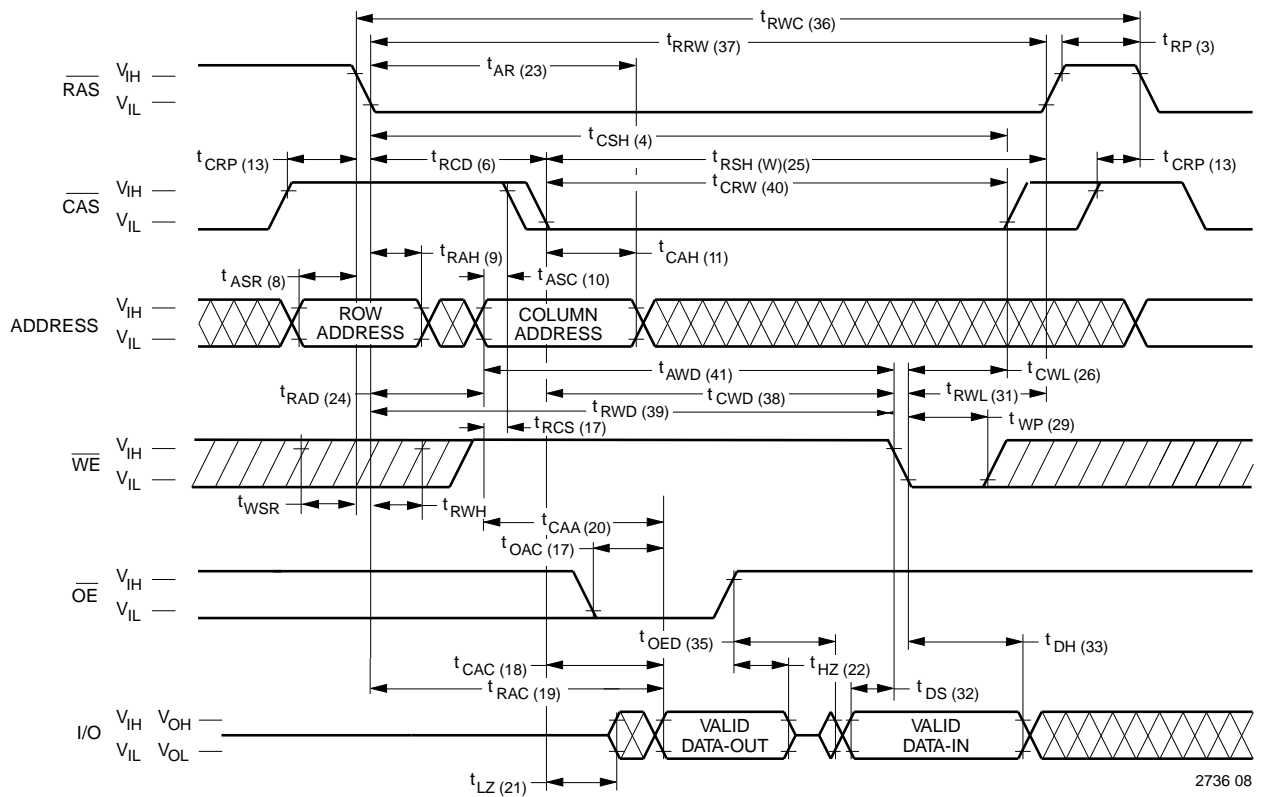 tRWC (36)
tRRW (37)
tRP (3)
tAR (23)
RAS VIH
VIL
tCSH (4)
tCRP (13)
tRCD (6)
tRSH (W)(25)
tCRP (13)
tCRW (40)
CAS VIH
VIL
tRAH (9)
tCAH (11)
tASR (8)
tASC (10)
ADDRESS VIH
VIL
ROW
ADDRESS
COLUMN
ADDRESS
tAWD (41)
tCWL (26)
tRAD (24)
tCWD (38)
tRWL (31)
tRWD (39)
tRCS (17)
tWP (29)
WE VIH
VIL
tWSR
tRWH
tCAA (20)
tOAC (17)
OE VIH
VIL
tOED (35)
tDH (33)
tCAC (18)
tHZ (22)
tRAC (19)
tDS (32)
I/O VIH VOH
VIL VOL
VALID
DATA-OUT
VALID
DATA-IN
tLZ (21)
2736 08